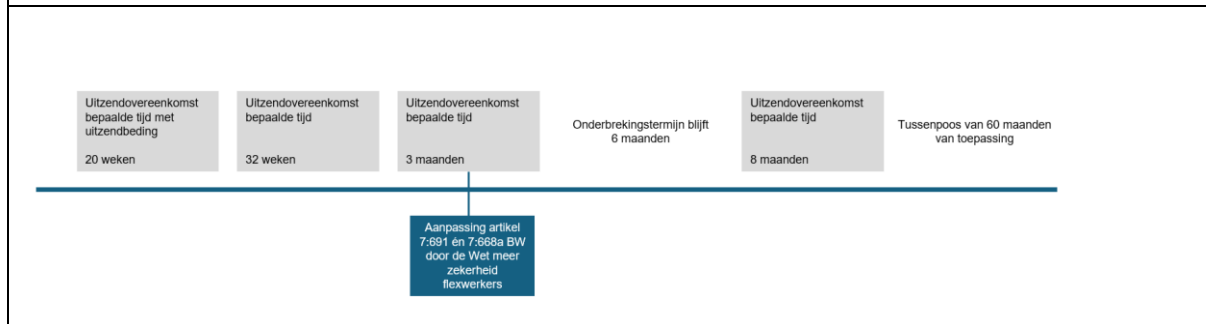 Uitzendovereenkomst
bepaalde tijd met
uitzendbeding
20 weken
Uitzendovereenkomst
bepaalde tijd
32 weken
Uitzendovereenkomst
bepaalde tijd
3 maanden
Onderbrekingstermijn blijft
6 maanden
Uitzendovereenkomst
bepaalde tijd
8 maanden
Tussenpoos van 60 maanden
van toepassing
Aanpassing artikel
7:691 én 7:668a BW
door de Wet meer
zekerheid
flexwerkers